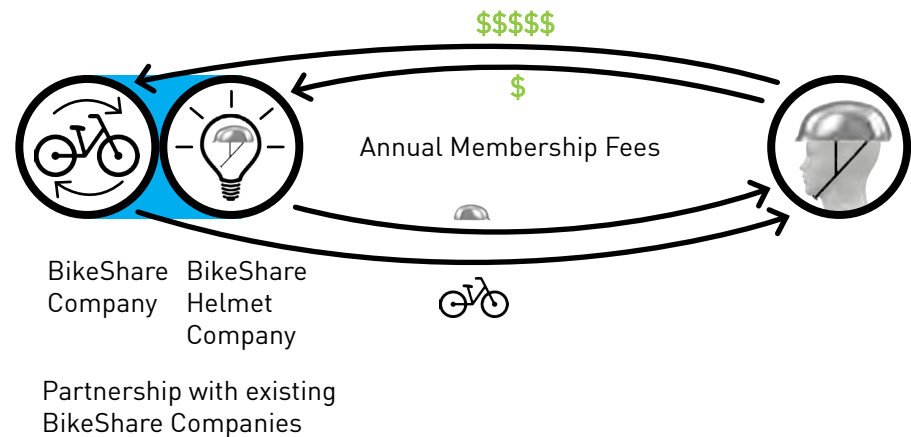 $$$$$
$
Annual Membership Fees
BikeShare
Company
BikeShare
Helmet
Company
Partnership with existing
BikeShare Companies